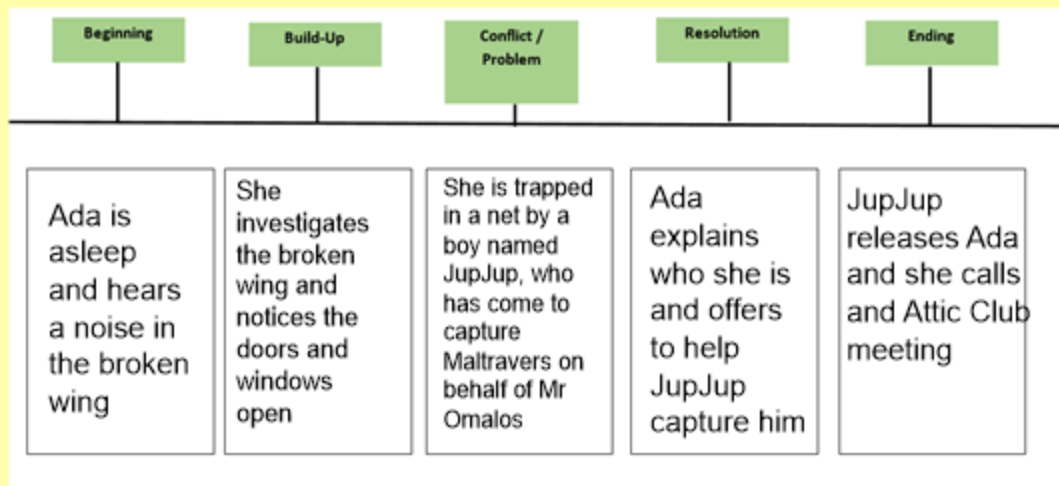 Beginning
Build-Up
Conflict /
Problem
Resolution
Ending
Ada is
asleep
and hears
a noise in
the broken
wing
She
investigates
the broken
wing and
notices the
doors and
windows
open
She is trapped
in a net by a
boy named
JupJup, who
has come to
capture
Maltravers on
behalf of Mr
Omalos
Ada
explains
who she is
and offers
to help
JupJup
capture him
JupJup
releases Ada
and she calls
and Attic Club
meeting